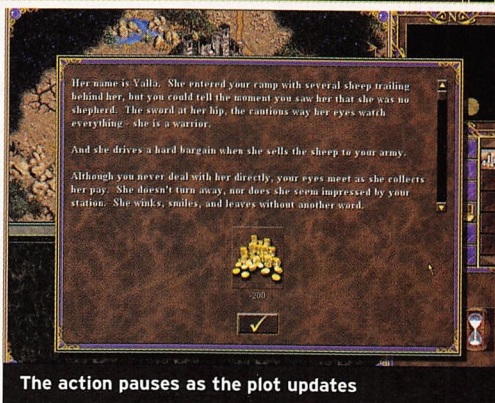 Her name is Yalla. She entered your camp with several sheep trailing
behind her, but you could tell the moment you saw her that she was no
shepherd. The sword at her hip, the cautious way her eyes watch
everything - she is a warrior.
And she drives a hard bargain when she sells the sheep to your army.
Although you never deal with her directly, your eyes meet as she collects
her pay. She doesn't turn away, nor does she seem impressed by your
station. She winks, smiles, and leaves without another word.
-200
The action pauses as the plot updates